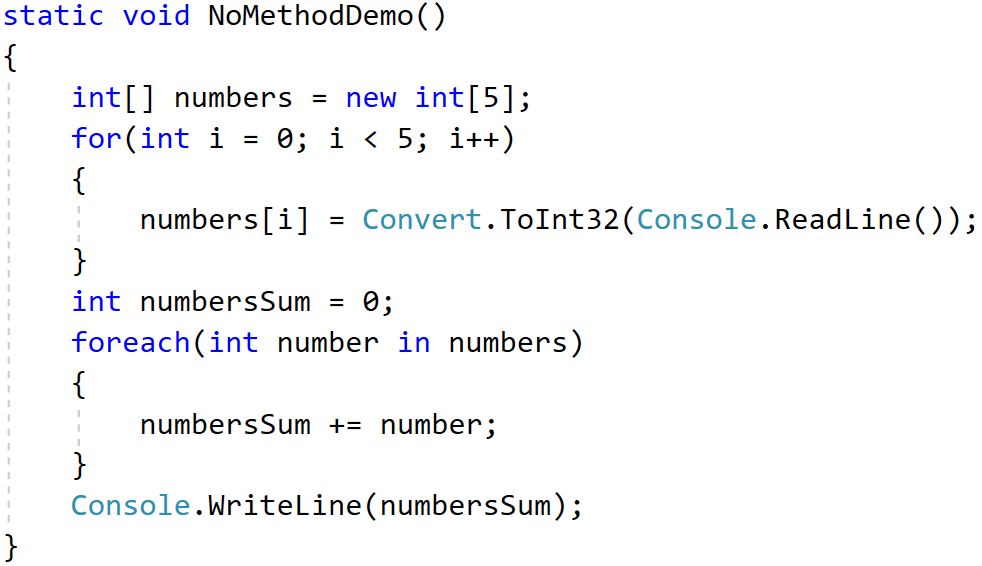 static void NoMethodDemo()
{
    int[] numbers = new int[5];
    for(int i = 0; i < 5; i++)
    {
        numbers[i] = Convert.ToInt32(Console.ReadLine());
    }
    int numbersSum = 0;
    foreach(int number in numbers)
    {
        numbersSum += number;
    }
    Console.WriteLine(numbersSum);
}